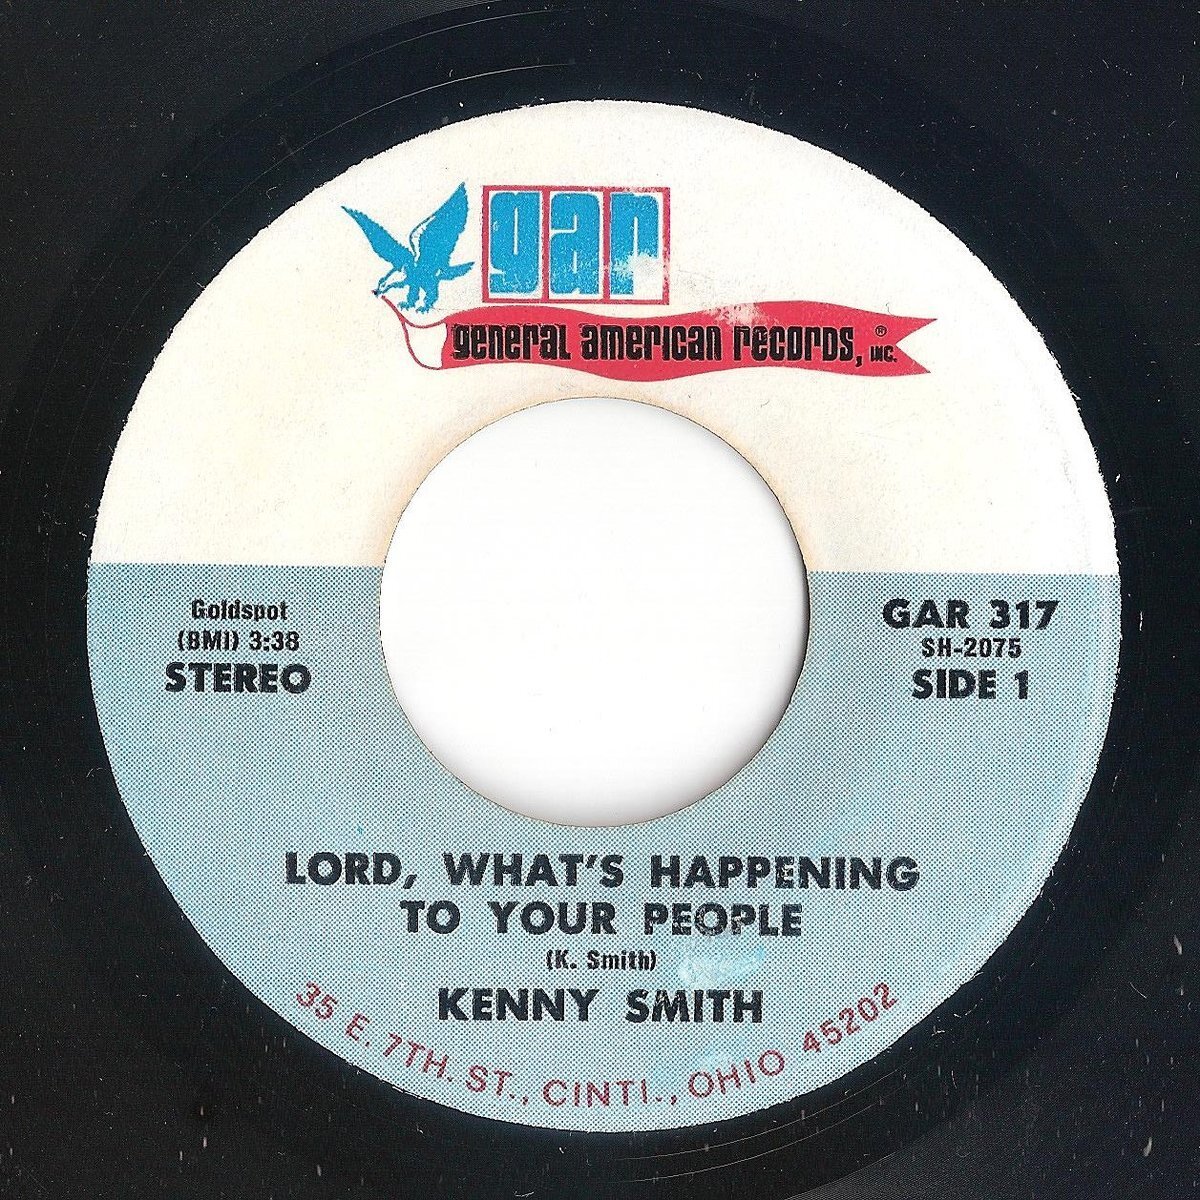 gar
general american records, INC. ®
Goldspot
(BMI) 3:38
STEREO
GAR 317
SH-2075
SIDE 1
LORD, WHAT'S HAPPENING
TO YOUR PEOPLE
(K. Smith)
KENNY SMITH
35 E. 7TH. ST., CINTI., OHIO 45202